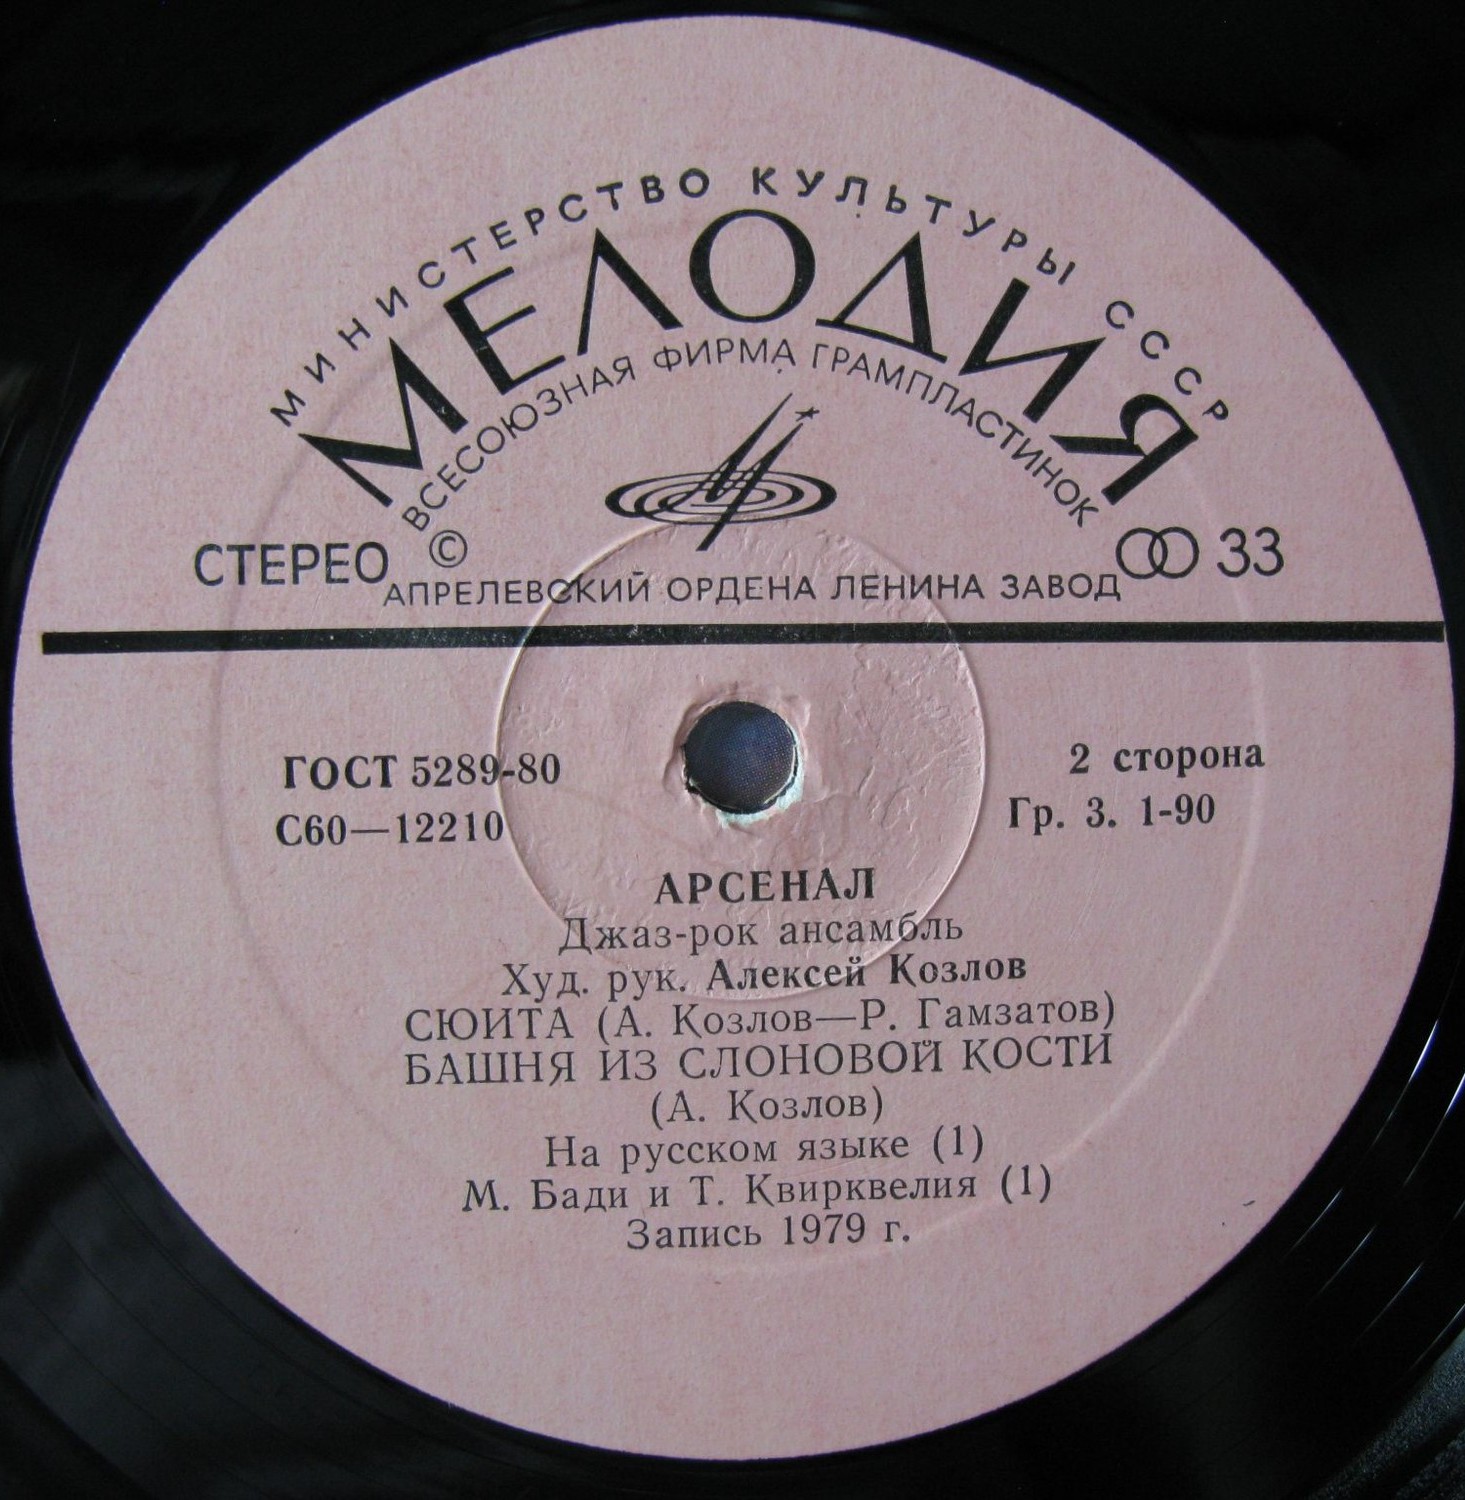 МИНИСТЕРСТВО КУЛЬТУРЫ СССР
МЕЛОДИЯ
ВСЕСОЮЗНАЯ ФИРМА ГРАМПЛАСТИНОК
СТЕРЕО © 33
АПРЕЛЕВСКИЙ ОРДЕНА ЛЕНИНА ЗАВОД
ГОСТ 5289-80
2 сторона
С60—12210
Гр. 3. 1-90
АРСЕНАЛ
Джаз-рок ансамбль
Худ. рук. Алексей Козлов
СЮИТА (А. Козлов—Р. Гамзатов)
БАШНЯ ИЗ СЛОНОВОЙ КОСТИ
(А. Козлов)
На русском языке (1)
М. Бади и Т. Квирквелия (1)
Запись 1979 г.